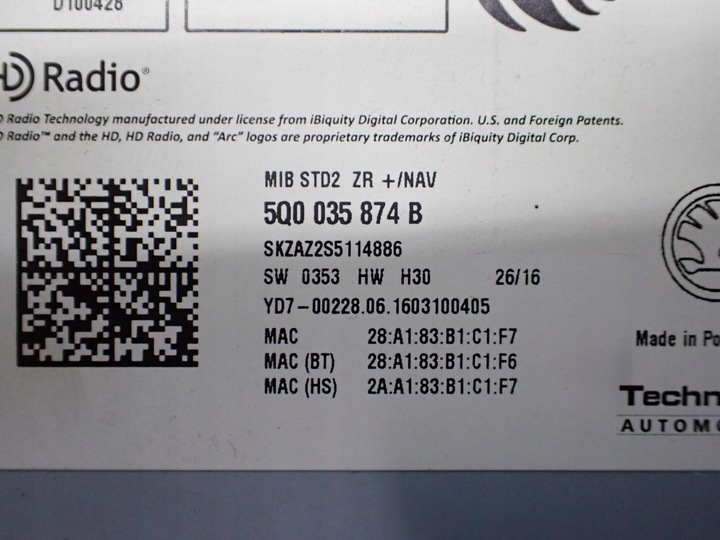 D100428
HD Radio®
D Radio Technology manufactured under license from iBiquity Digital Corporation. U.S. and Foreign Patents.
D Radio™ and the HD, HD Radio, and “Arc” logos are proprietary trademarks of iBiquity Digital Corp.
MIB STD2 ZR +/NAV
5Q0 035 874 B
SKZAZ2S5114886
SW 0353 HW H30 26/16
YD7-00228.06.1603100405
MAC 28:A1:83:B1:C1:F7
MAC (BT) 28:A1:83:B1:C1:F6
MAC (HS) 2A:A1:83:B1:C1:F7
Made in Po
Techn
AUTOMO